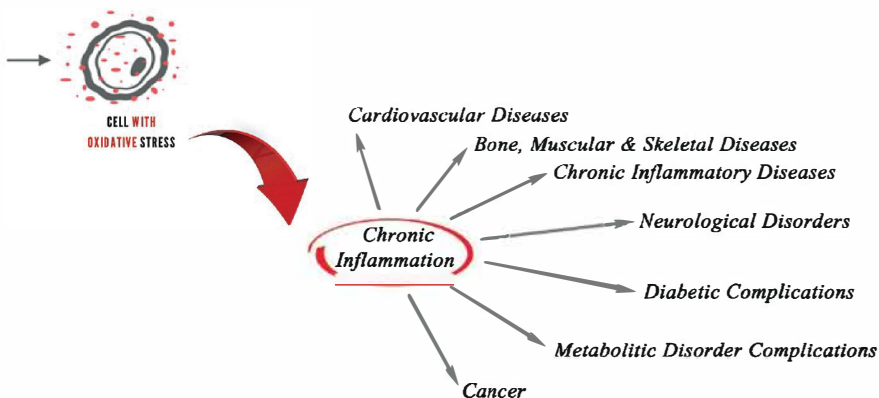 CELL WITH
OXIDATIVE STRESS
Cardiovascular Diseases
Bone, Muscular & Skeletal Diseases
Chronic Inflammatory Diseases
Neurological Disorders
Chronic
Inflammation
Diabetic Complications
Metabolitic Disorder Complications
Cancer